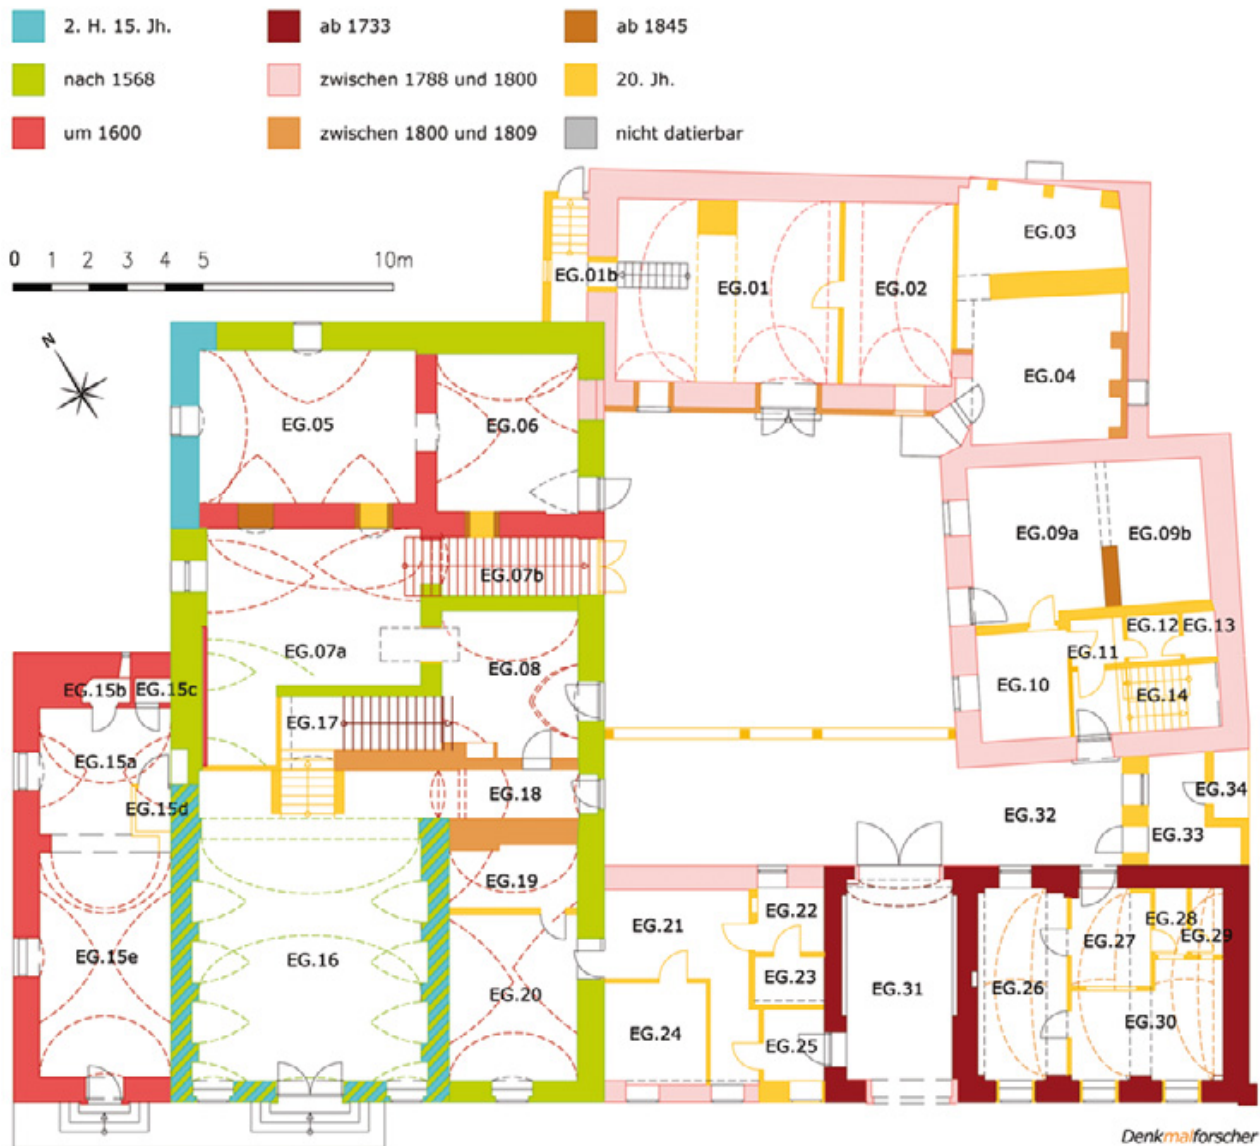 2. H. 15. Jh.
ab 1733
ab 1845
nach 1568
zwischen 1788 und 1800
20. Jh.
um 1600
zwischen 1800 und 1809
nicht datierbar
0 1 2 3 4 5 10m
N
EG.03
EG.01b
EG.01
EG.02
EG.04
EG.05
EG.06
EG.09a
EG.09b
EG.07b
EG.12
EG.13
EG.11
EG.07a
EG.08
EG.10
EG.14
EG.15b
EG.15c
EG.17
EG.15a
EG.18
EG.34
EG.15d
EG.32
EG.33
EG.19
EG.22
EG.21
EG.28
EG.27
EG.29
EG.15e
EG.16
EG.23
EG.31
EG.20
EG.26
EG.24
EG.30
EG.25
Denkmalforscher